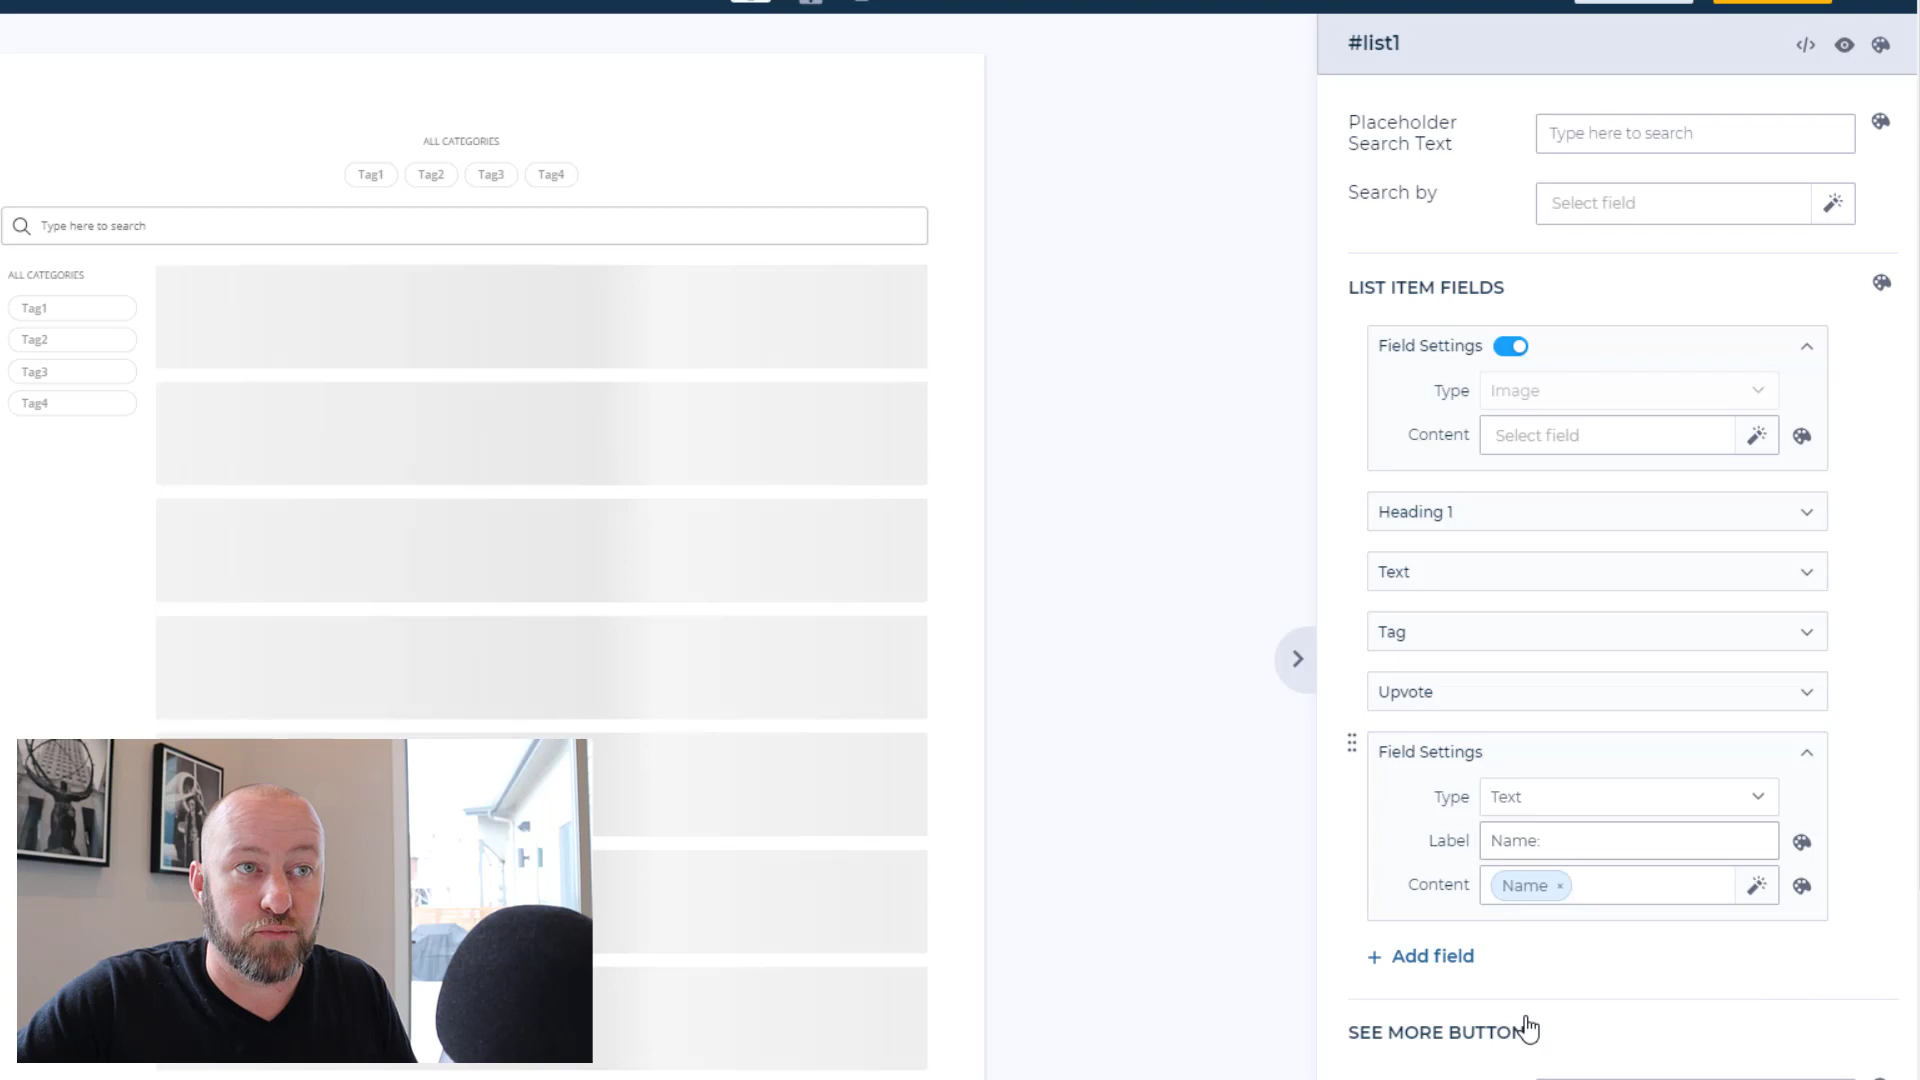 #list1
</>
ALL CATEGORIES
Tag1 Tag2 Tag3 Tag4
Type here to search
ALL CATEGORIES
Tag1
Tag2
Tag3
Tag4
Placeholder
Search Text
Type here to search
Search by
Select field
LIST ITEM FIELDS
Field Settings
Type Image
Content Select field
Heading 1
Text
Tag
Upvote
Field Settings
Type Text
Label Name:
Content Name ×
+ Add field
SEE MORE BUTTON